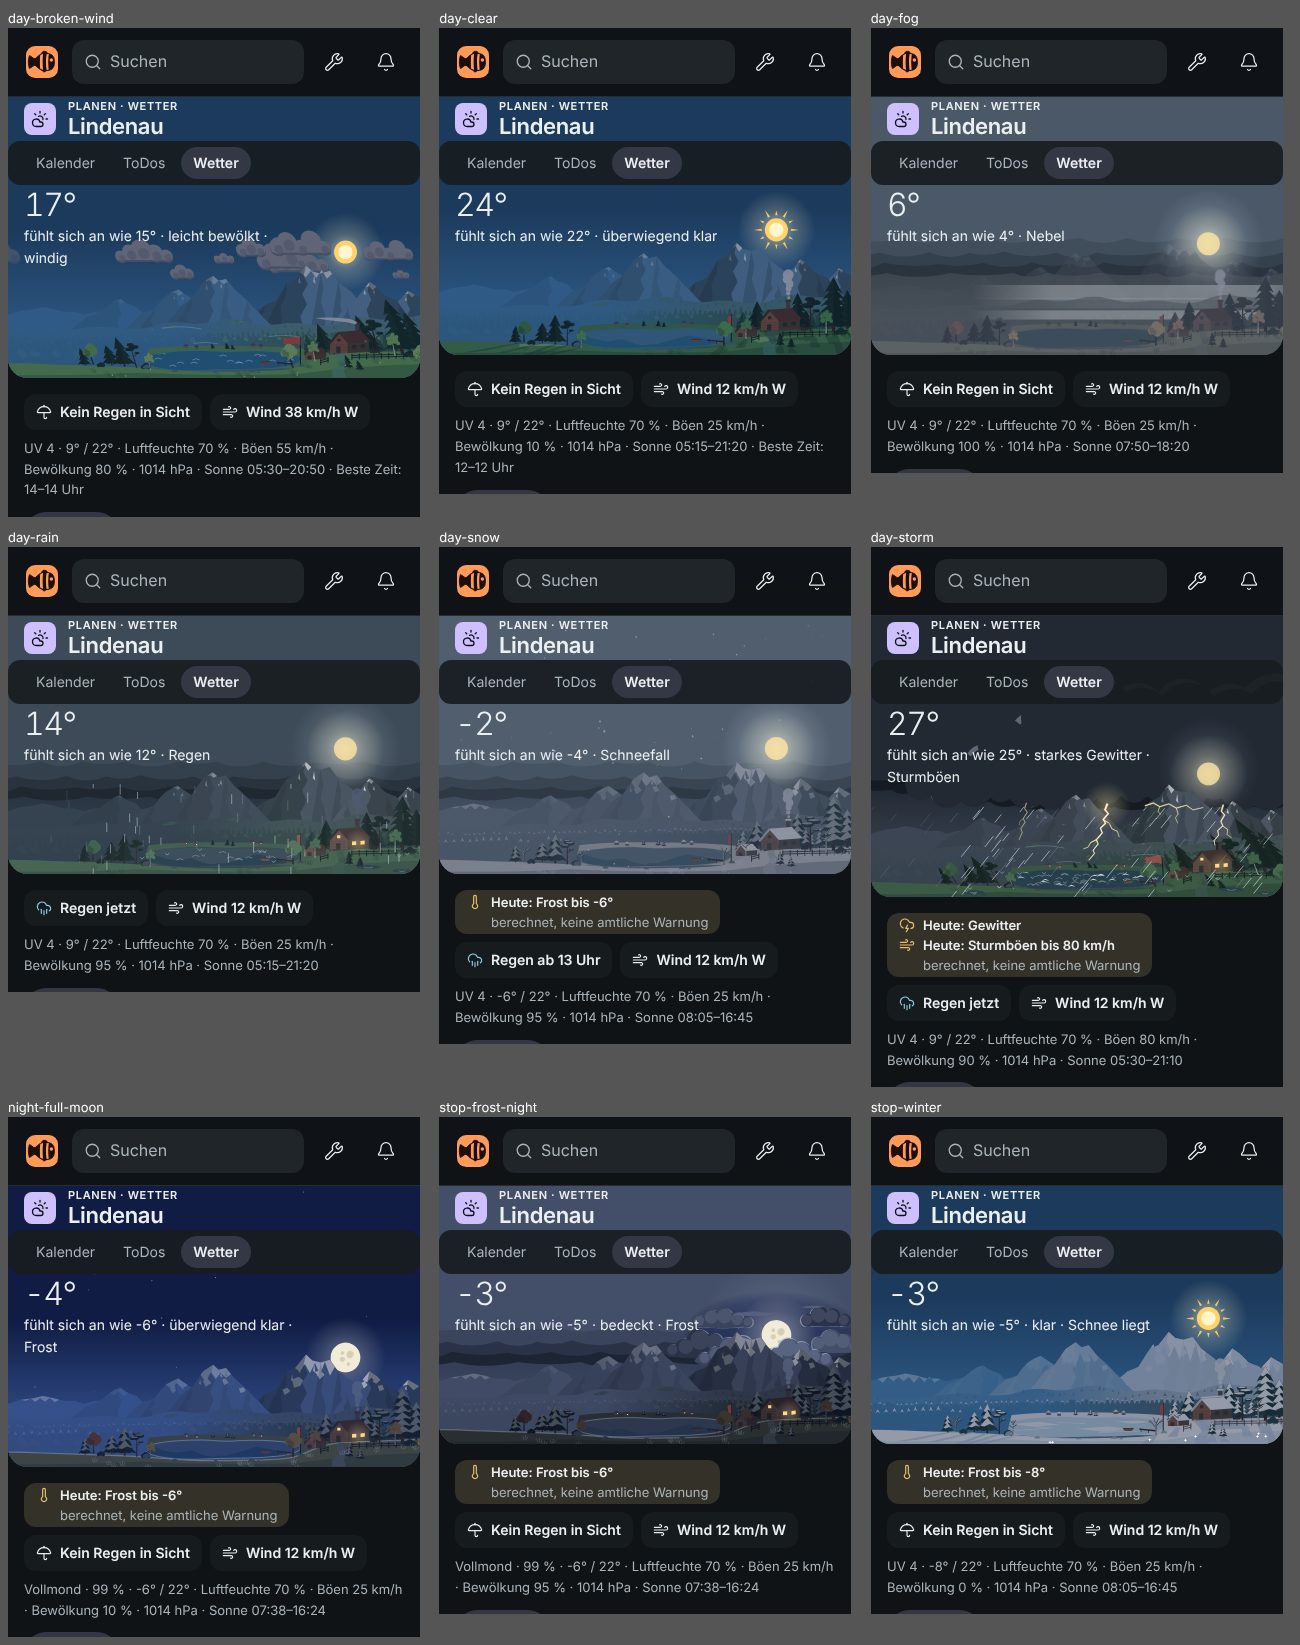 day-broken-wind
Suchen
PLANEN · WETTER
Lindenau
Kalender ToDos Wetter
17°
fühlt sich an wie 15° · leicht bewölkt ·
windig
Kein Regen in Sicht Wind 38 km/h W
UV 4 · 9° / 22° · Luftfeuchte 70 % · Böen 55 km/h ·
Bewölkung 80 % · 1014 hPa · Sonne 05:30–20:50 · Beste Zeit:
14–14 Uhr
day-clear
Suchen
PLANEN · WETTER
Lindenau
Kalender ToDos Wetter
24°
fühlt sich an wie 22° · überwiegend klar
Kein Regen in Sicht Wind 12 km/h W
UV 4 · 9° / 22° · Luftfeuchte 70 % · Böen 25 km/h ·
Bewölkung 10 % · 1014 hPa · Sonne 05:15–21:20 · Beste Zeit:
12–12 Uhr
day-fog
Suchen
PLANEN · WETTER
Lindenau
Kalender ToDos Wetter
6°
fühlt sich an wie 4° · Nebel
Kein Regen in Sicht Wind 12 km/h W
UV 4 · 9° / 22° · Luftfeuchte 70 % · Böen 25 km/h ·
Bewölkung 100 % · 1014 hPa · Sonne 07:50–18:20
day-rain
Suchen
PLANEN · WETTER
Lindenau
Kalender ToDos Wetter
14°
fühlt sich an wie 12° · Regen
Regen jetzt Wind 12 km/h W
UV 4 · 9° / 22° · Luftfeuchte 70 % · Böen 25 km/h ·
Bewölkung 95 % · 1014 hPa · Sonne 05:15–21:20
day-snow
Suchen
PLANEN · WETTER
Lindenau
Kalender ToDos Wetter
-2°
fühlt sich an wie -4° · Schneefall
Heute: Frost bis -6°
berechnet, keine amtliche Warnung
Regen ab 13 Uhr Wind 12 km/h W
UV 4 · -6° / 22° · Luftfeuchte 70 % · Böen 25 km/h ·
Bewölkung 95 % · 1014 hPa · Sonne 08:05–16:45
day-storm
Suchen
PLANEN · WETTER
Lindenau
Kalender ToDos Wetter
27°
fühlt sich an wie 25° · starkes Gewitter ·
Sturmböen
Heute: Gewitter
Heute: Sturmböen bis 80 km/h
berechnet, keine amtliche Warnung
Regen jetzt Wind 12 km/h W
UV 4 · 9° / 22° · Luftfeuchte 70 % · Böen 80 km/h ·
Bewölkung 90 % · 1014 hPa · Sonne 05:30–21:10
night-full-moon
Suchen
PLANEN · WETTER
Lindenau
Kalender ToDos Wetter
-4°
fühlt sich an wie -6° · überwiegend klar ·
Frost
Heute: Frost bis -6°
berechnet, keine amtliche Warnung
Kein Regen in Sicht Wind 12 km/h W
Vollmond · 99 % · -6° / 22° · Luftfeuchte 70 % · Böen 25 km/h
· Bewölkung 10 % · 1014 hPa · Sonne 07:38–16:24
stop-frost-night
Suchen
PLANEN · WETTER
Lindenau
Kalender ToDos Wetter
-3°
fühlt sich an wie -5° · bedeckt · Frost
Heute: Frost bis -6°
berechnet, keine amtliche Warnung
Kein Regen in Sicht Wind 12 km/h W
Vollmond · 99 % · -6° / 22° · Luftfeuchte 70 % · Böen 25 km/h
· Bewölkung 95 % · 1014 hPa · Sonne 07:38–16:24
stop-winter
Suchen
PLANEN · WETTER
Lindenau
Kalender ToDos Wetter
-3°
fühlt sich an wie -5° · klar · Schnee liegt
Heute: Frost bis -8°
berechnet, keine amtliche Warnung
Kein Regen in Sicht Wind 12 km/h W
UV 4 · -8° / 22° · Luftfeuchte 70 % · Böen 25 km/h ·
Bewölkung 0 % · 1014 hPa · Sonne 08:05–16:45